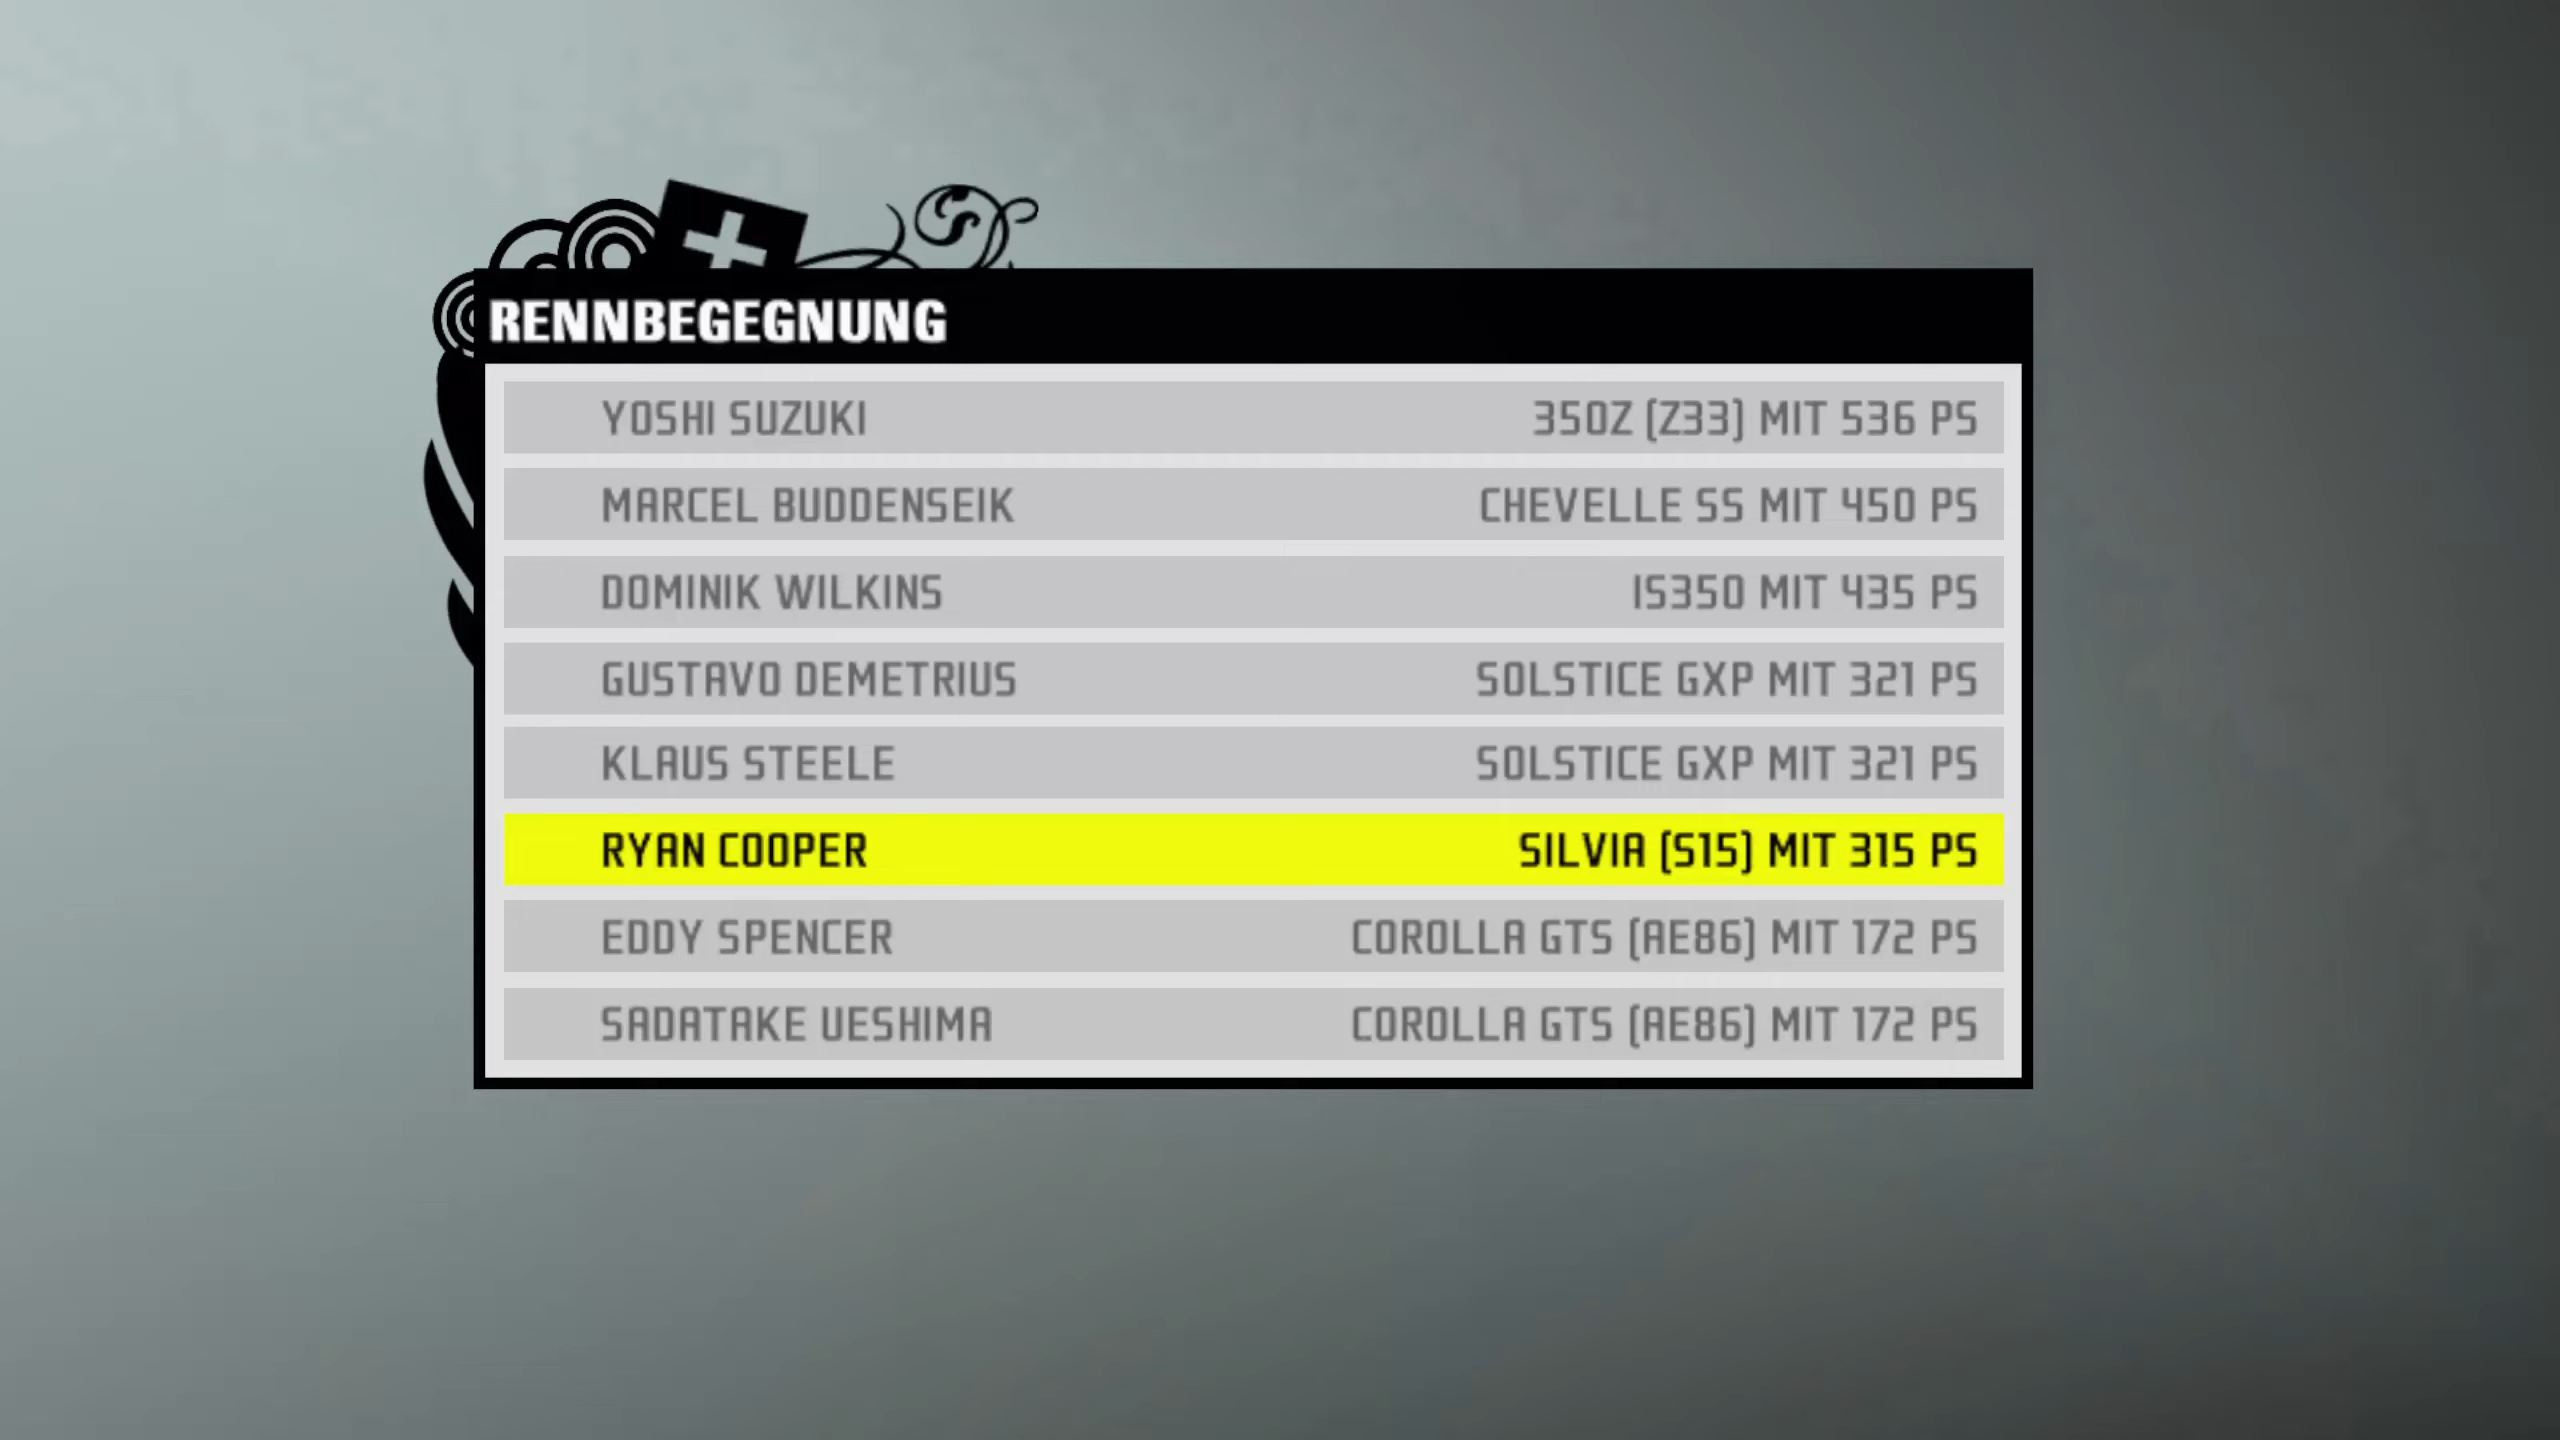 RENNBEGEGNUNG
YOSHI SUZUKI 350Z (Z33) MIT 536 PS
MARCEL BUDDENSEIK CHEVELLE SS MIT 450 PS
DOMINIK WILKINS IS350 MIT 435 PS
GUSTAVO DEMETRIUS SOLSTICE GXP MIT 321 PS
KLAUS STEELE SOLSTICE GXP MIT 321 PS
RYAN COOPER SILVIA (S15) MIT 315 PS
EDDY SPENCER COROLLA GTS (AE86) MIT 172 PS
SADATAKE UESHIMA COROLLA GTS (AE86) MIT 172 PS